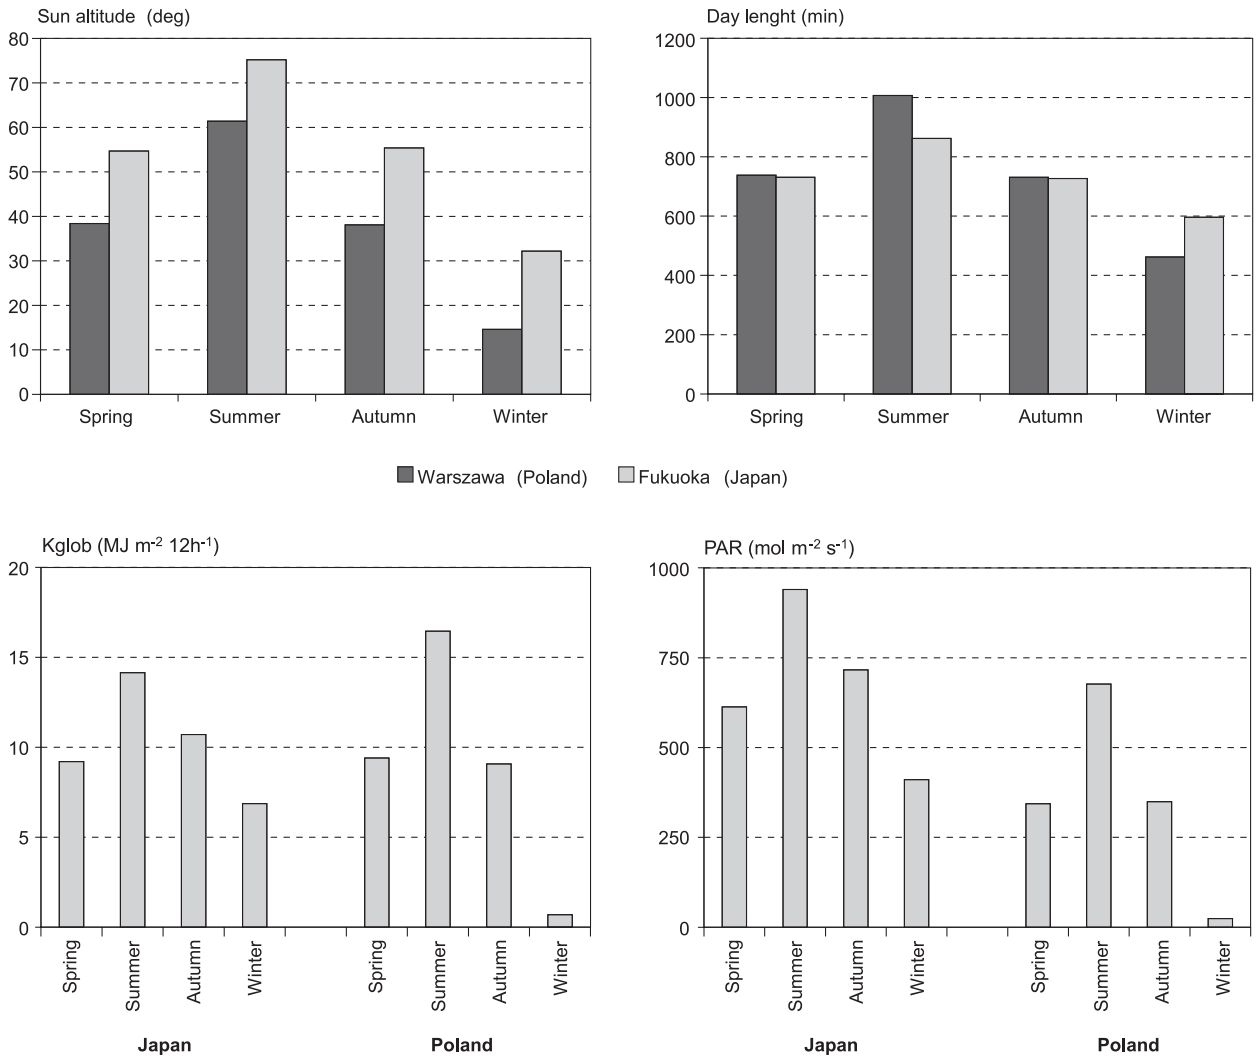 Sun altitude (deg)
80
70
60
50
40
30
20
10
0
Spring Summer Autumn Winter
Day lenght (min)
1200
1000
800
600
400
200
0
Spring Summer Autumn Winter
Warszawa (Poland) Fukuoka (Japan)
Kglob (MJ m-2 12h-1)
20
15
10
5
0
Spring Summer Autumn Winter Spring Summer Autumn Winter
Japan Poland
PAR (mol m-2 s-1)
1000
750
500
250
0
Spring Summer Autumn Winter Spring Summer Autumn Winter
Japan Poland